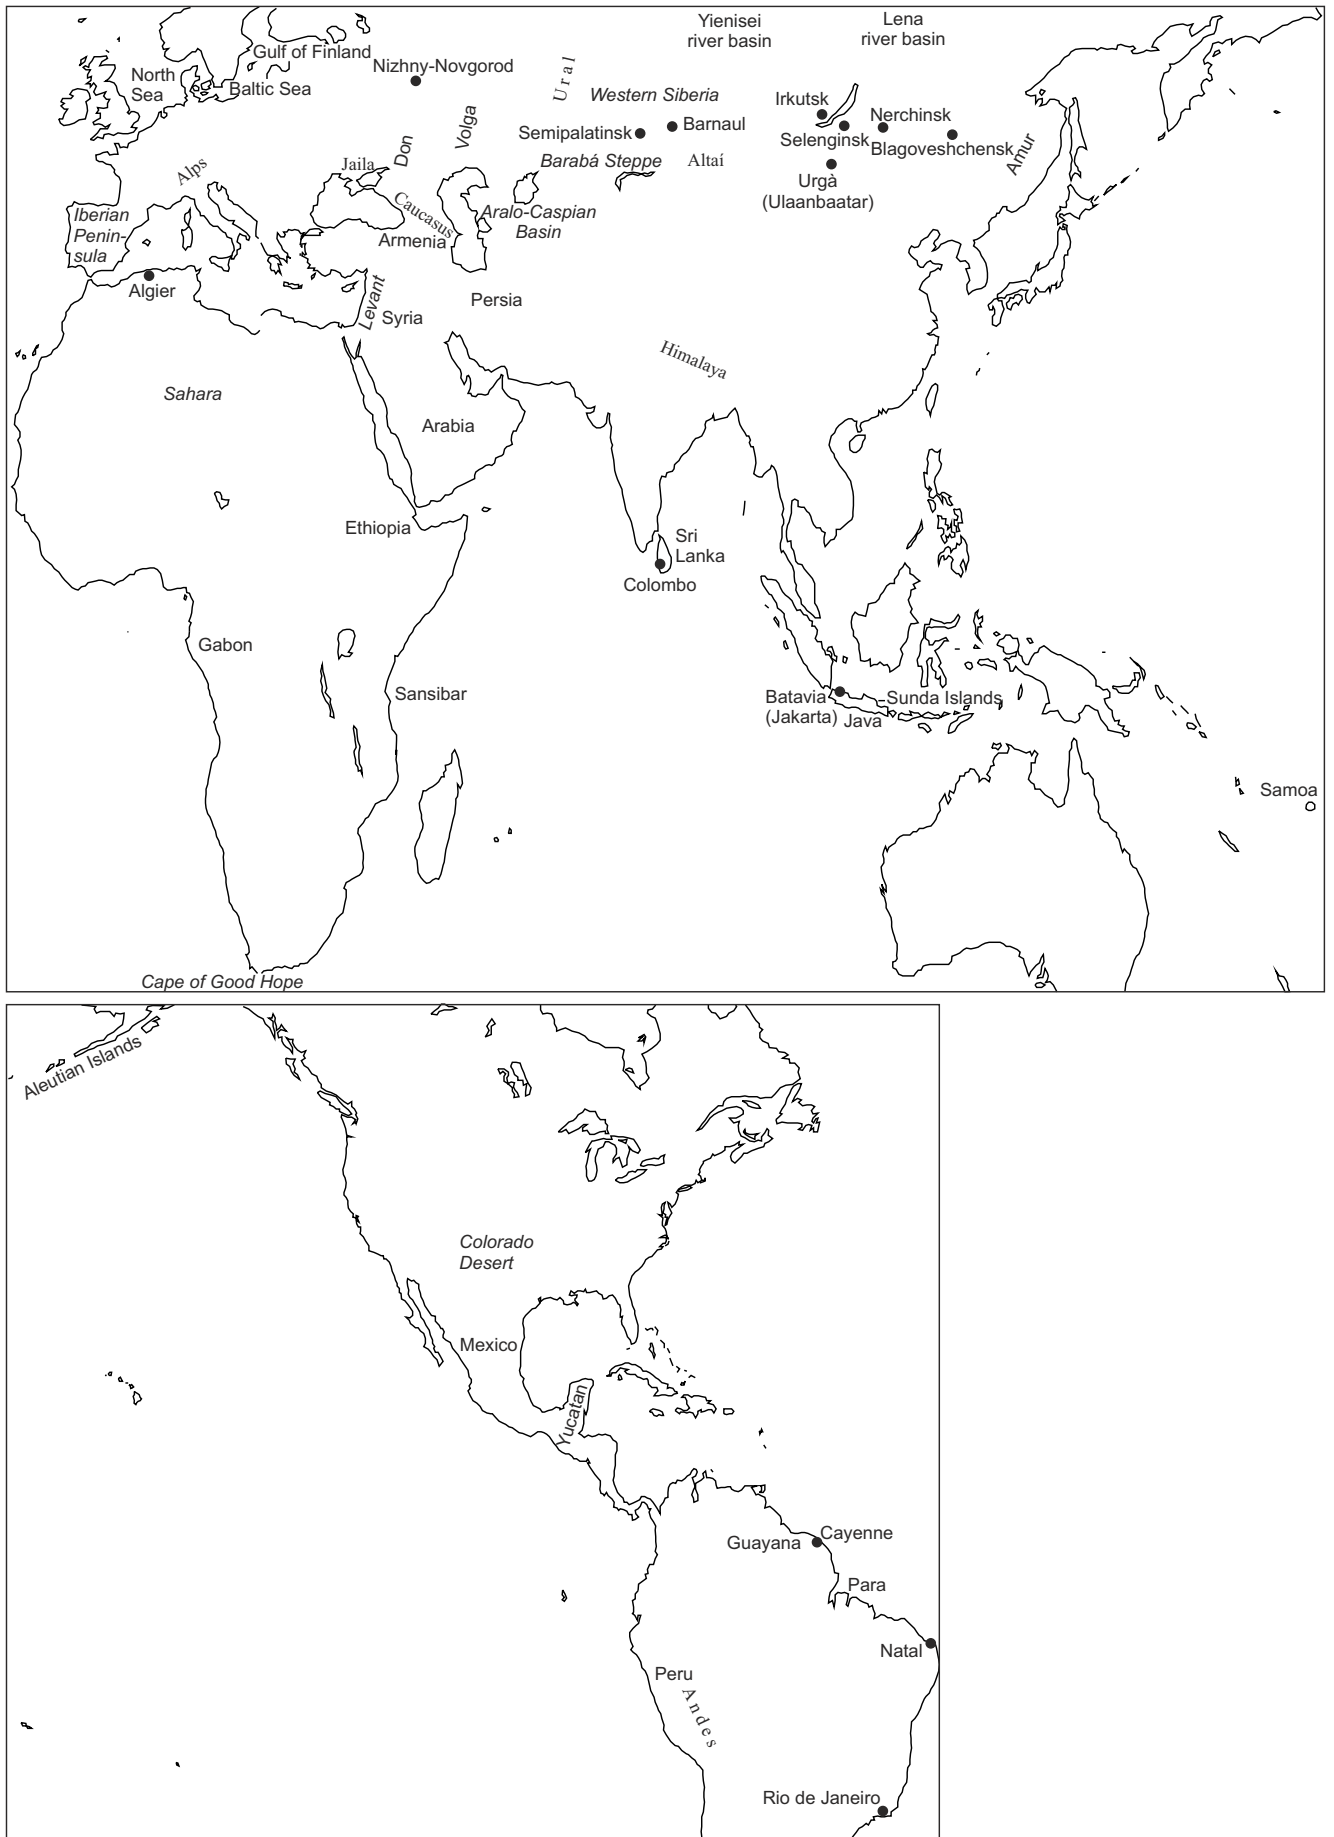 Yienisei
river basin
Lena
river basin
Gulf of Finland
Nizhny-Novgorod
North
Sea
Baltic Sea
Ural
Western Siberia
Irkutsk
Nerchinsk
Volga
Don
Semipalatinsk
Barnaul
Selenginsk
Blagoveshchensk
Amur
Alps
Jaila
Barabá Steppe
Altaí
Urgà
(Ulaanbaatar)
Iberian
Penin-
sula
Caucasus
Aralo-Caspian
Basin
Armenia
Algier
Levant
Persia
Syria
Himalaya
Sahara
Arabia
Ethiopia
Sri
Lanka
Colombo
Gabon
Sansibar
Batavia
(Jakarta)
Java
Sunda Islands
Samoa
Cape of Good Hope
Aleutian Islands
Colorado
Desert
Mexico
Yucatan
Guayana
Cayenne
Para
Natal
Peru
Andes
Rio de Janeiro